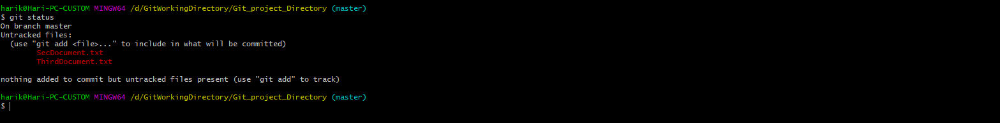 harik@Hari-PC-CUSTOM MINGW64 /d/GitWorkingDirectory/Git_project_Directory (master)
$ git status
On branch master
Untracked files:
  (use "git add <file>..." to include in what will be committed)
        SecDocument.txt
        ThirdDocument.txt

nothing added to commit but untracked files present (use "git add" to track)

harik@Hari-PC-CUSTOM MINGW64 /d/GitWorkingDirectory/Git_project_Directory (master)
$